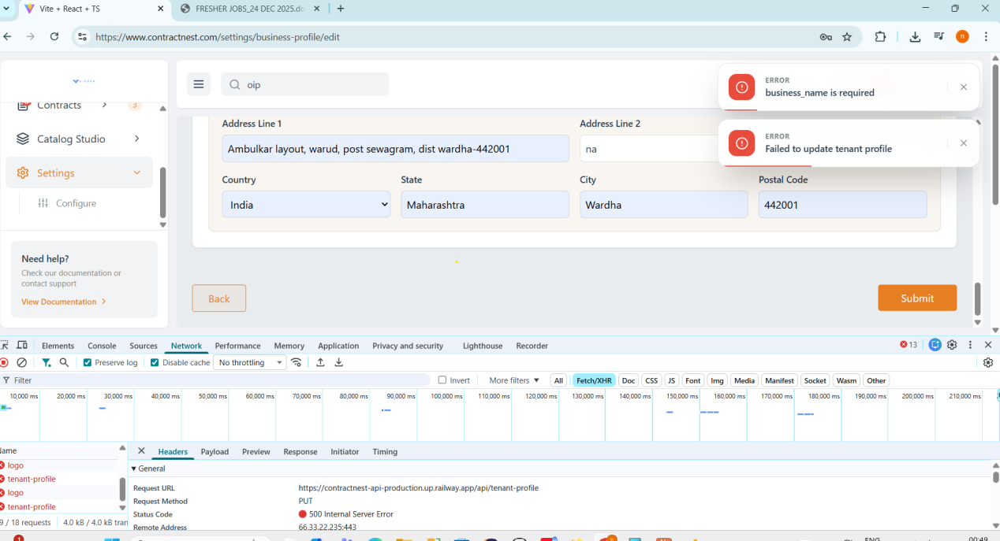 Vite + React + TS
FRESHER JOBS_24 DEC 2025.do
https://www.contractnest.com/settings/business-profile/edit
n
oip
ERROR
business_name is required
ERROR
Failed to update tenant profile
Contracts
3
Catalog Studio
Settings
Configure
Need help?
Check our documentation or
contact support
View Documentation
Address Line 1
Address Line 2
Ambulkar layout, warud, post sewagram, dist wardha-442001
na
Country
State
City
Postal Code
India
Maharashtra
Wardha
442001
Back
Submit
Elements Console Sources Network Performance Memory Application Privacy and security Lighthouse Recorder
13
Preserve log Disable cache No throttling
Filter Invert More filters All Fetch/XHR Doc CSS JS Font Img Media Manifest Socket Wasm Other
10,000 ms 20,000 ms 30,000 ms 40,000 ms 50,000 ms 60,000 ms 70,000 ms 80,000 ms 90,000 ms 100,000 ms 110,000 ms 120,000 ms 130,000 ms 140,000 ms 150,000 ms 160,000 ms 170,000 ms 180,000 ms 190,000 ms 200,000 ms 210,000 ms
Name
logo
tenant-profile
logo
tenant-profile
9 / 18 requests 4.0 kB / 4.0 kB tran
Headers Payload Preview Response Initiator Timing
General
Request URL https://contractnest-api-production.up.railway.app/api/tenant-profile
Request Method PUT
Status Code 500 Internal Server Error
Remote Address 66.33.22.235:443
1
ENG
00:49